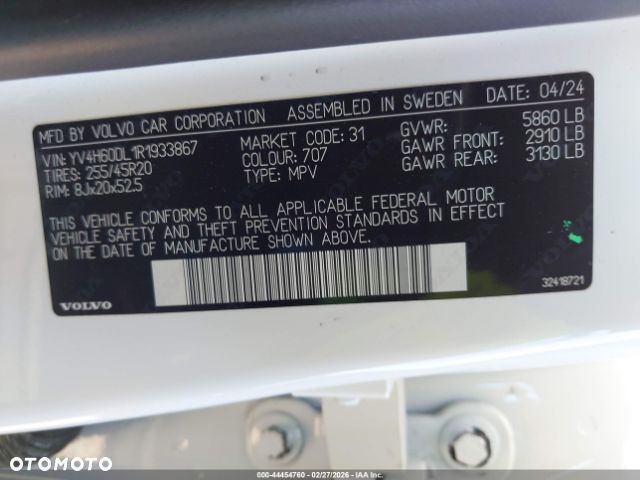 MFD BY VOLVO CAR CORPORATION ASSEMBLED IN SWEDEN DATE: 04/24
VIN: YV4H60DL1R1933867 MARKET CODE: 31 GVWR: 5860 LB
TIRES: 255/45R20 COLOUR: 707 GAWR FRONT: 2910 LB
RIM: 8Jx20x52.5 TYPE: MPV GAWR REAR: 3130 LB
THIS VEHICLE CONFORMS TO ALL APPLICABLE FEDERAL MOTOR
VEHICLE SAFETY AND THEFT PREVENTION STANDARDS IN EFFECT
ON THE DATE OF MANUFACTURE SHOWN ABOVE.
VOLVO 32418721
OTOMOTO 000-44454760 02/27/2026 - IAAI